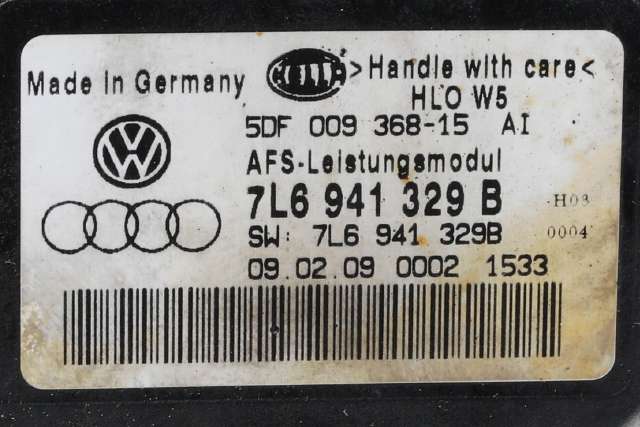 Made in Germany
HELLA
>Handle with care<
HLO W5
5DF 009 368-15 AI
AFS-Leistungsmodul
7L6 941 329 B
H08
SW: 7L6 941 329B
0004
09.02.09 0002 1533